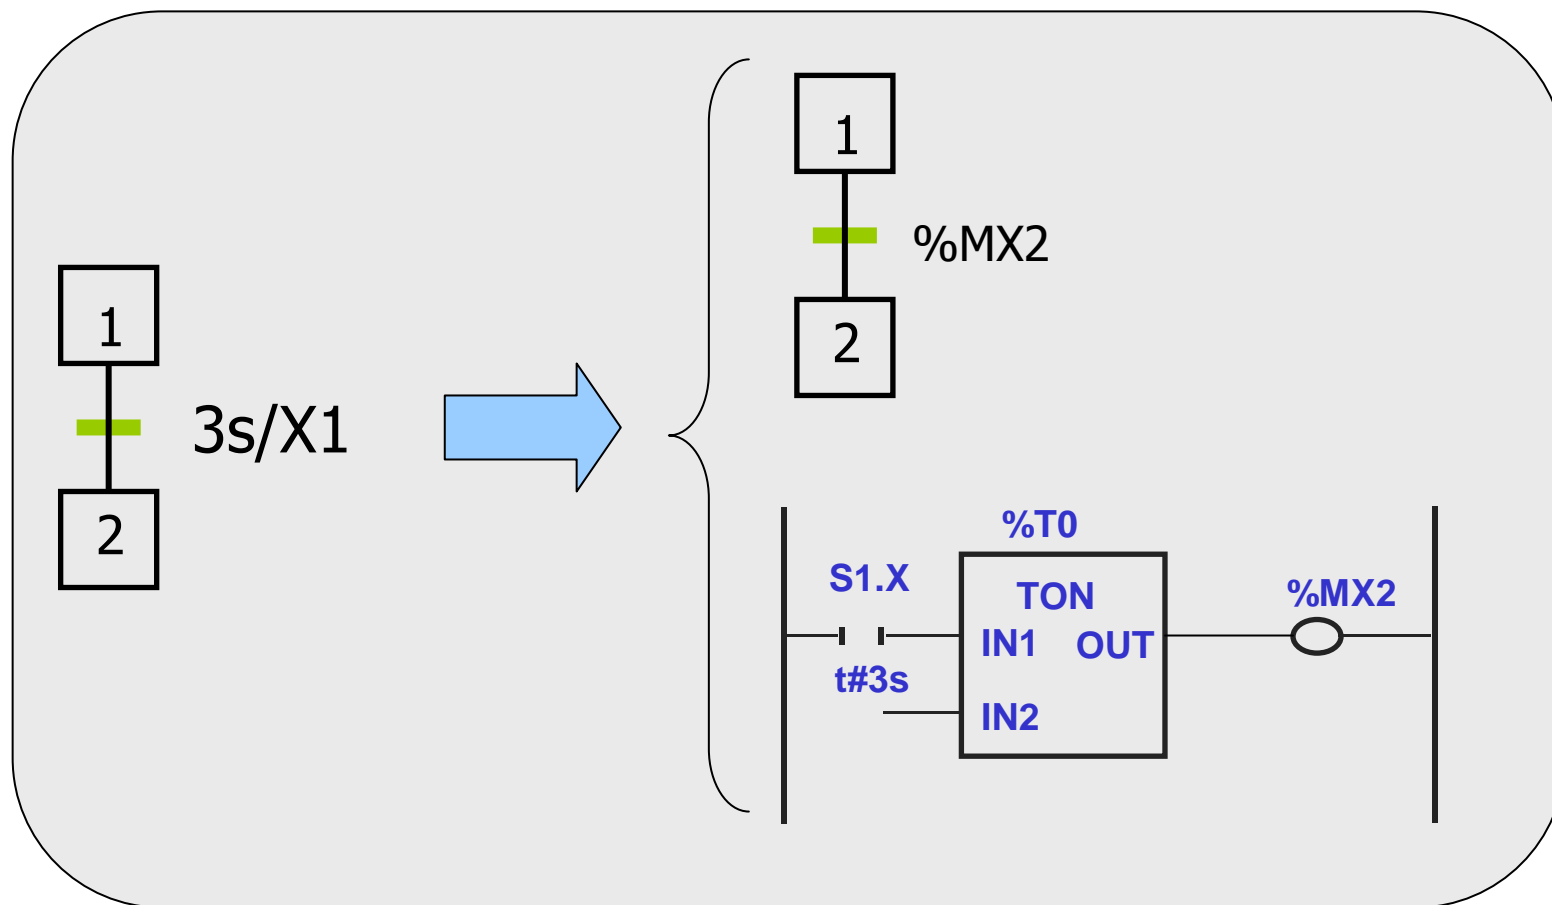 1
3s/X1
2
1
%MX2
2
%T0
S1.X
TON
%MX2
IN1 OUT
t#3s
IN2